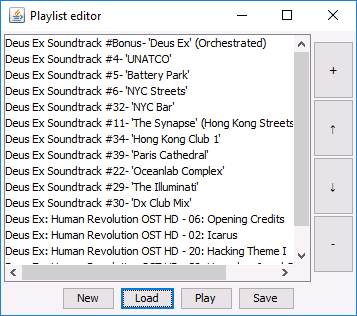 Playlist editor
Deus Ex Soundtrack #Bonus- 'Deus Ex' (Orchestrated)
Deus Ex Soundtrack #4- 'UNATCO'
Deus Ex Soundtrack #5- 'Battery Park'
Deus Ex Soundtrack #6- 'NYC Streets'
Deus Ex Soundtrack #32- 'NYC Bar'
Deus Ex Soundtrack #11- 'The Synapse' (Hong Kong Streets
Deus Ex Soundtrack #34- 'Hong Kong Club 1'
Deus Ex Soundtrack #39- 'Paris Cathedral'
Deus Ex Soundtrack #22- 'Oceanlab Complex'
Deus Ex Soundtrack #29- 'The Illuminati'
Deus Ex Soundtrack #30- 'Dx Club Mix'
Deus Ex: Human Revolution OST HD - 06: Opening Credits
Deus Ex: Human Revolution OST HD - 02: Icarus
Deus Ex: Human Revolution OST HD - 20: Hacking Theme I
+
↑
↓
-
New Load Play Save